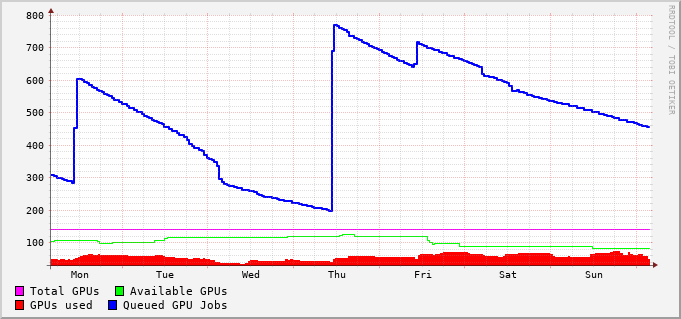 800
700
600
500
400
300
200
100
Mon Tue Wed Thu Fri Sat Sun
Total GPUs Available GPUs
GPUs used Queued GPU Jobs
RRDTOOL / TOBI OETIKER